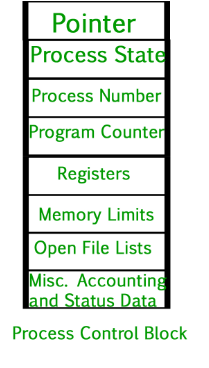 Pointer
Process State
Process Number
Program Counter
Registers
Memory Limits
Open File Lists
Misc. Accounting
and Status Data
Process Control Block